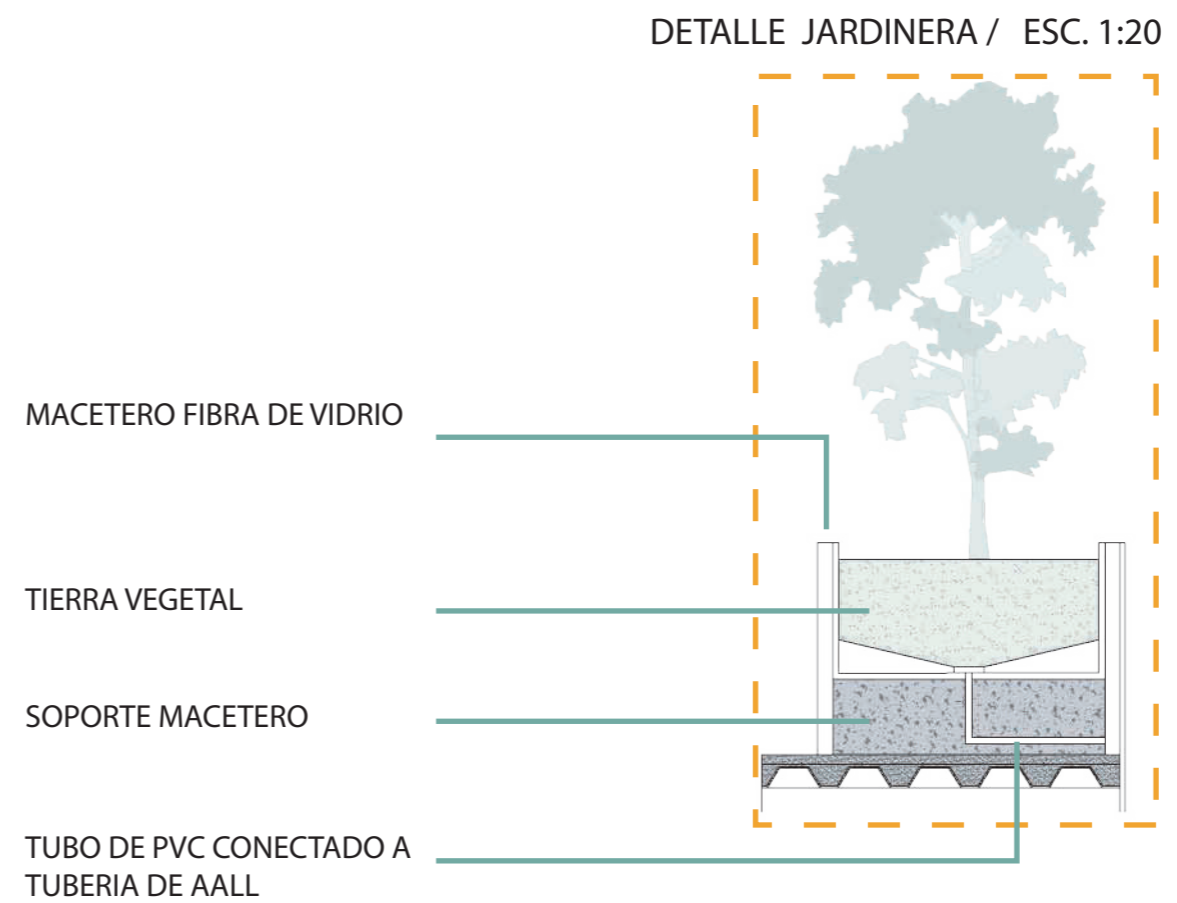 DETALLE JARDINERA / ESC. 1:20
MACETERO FIBRA DE VIDRIO
TIERRA VEGETAL
SOPORTE MACETERO
TUBO DE PVC CONECTADO A
TUBERIA DE AALL